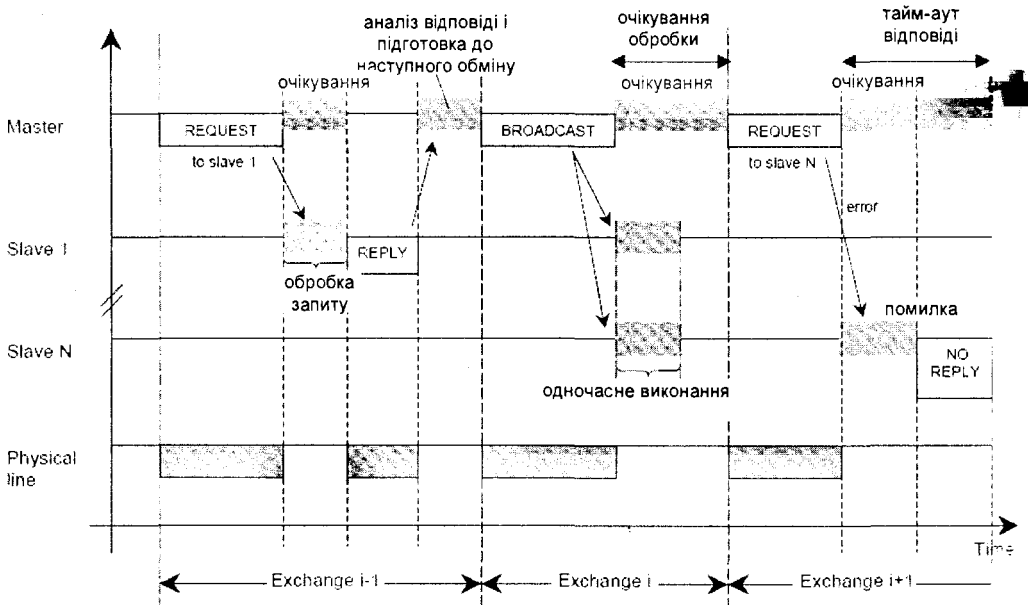 аналіз відповіді і
підготовка до
наступного обміну
очікування
обробки
тайм-аут
відповіді
очікування
очікування
очікування
Master
REQUEST
BROADCAST
REQUEST
to slave 1
to slave N
error
Slave 1
REPLY
обробка
запиту
помилка
Slave N
NO
REPLY
одночасне виконання
Physical
line
Time
Exchange i-1
Exchange i
Exchange i+1